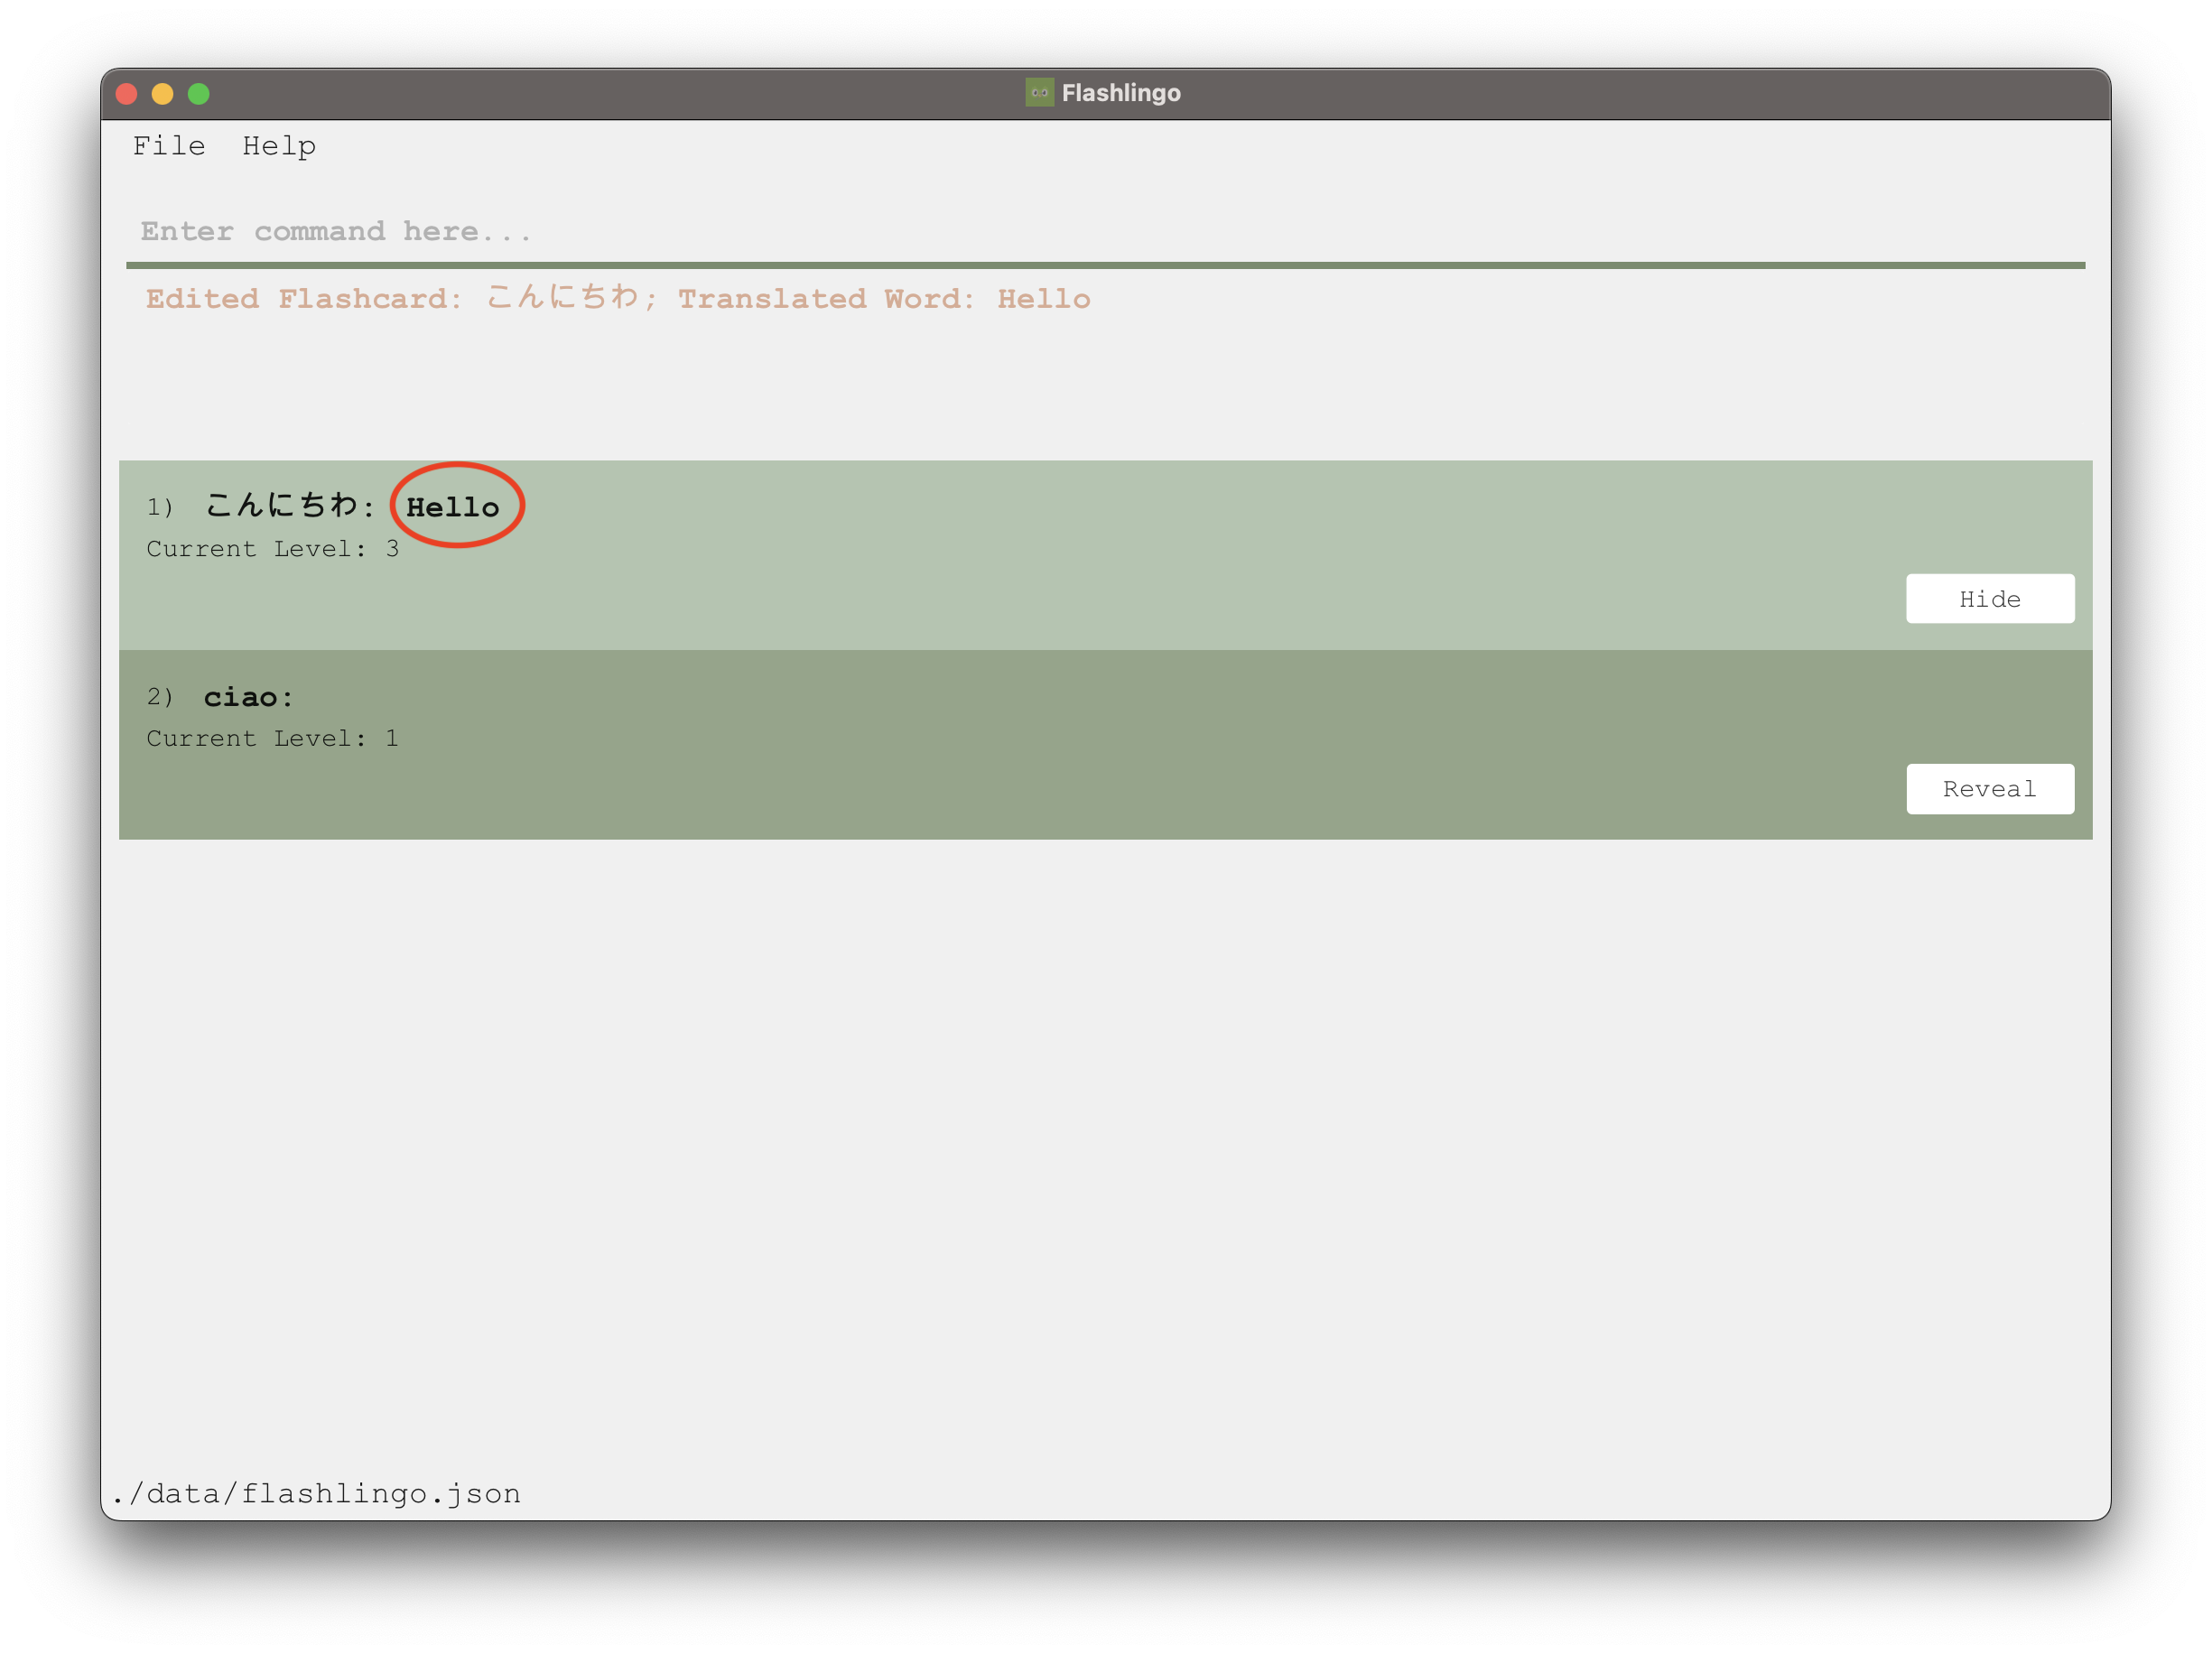 Flashlingo
File Help
Enter command here...
Edited Flashcard: こんにちわ; Translated Word: Hello
1) こんにちわ: Hello
Current Level: 3
Hide
2) ciao:
Current Level: 1
Reveal
./data/flashlingo.json